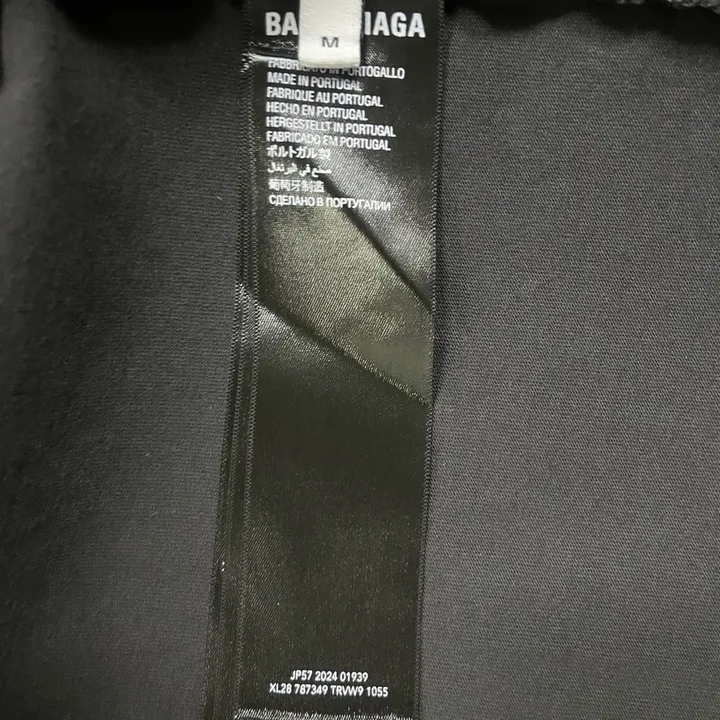 BA IAGA
M
FABBRICATO IN PORTOGALLO
MADE IN PORTUGAL
FABRIQUE AU PORTUGAL
HECHO EN PORTUGAL
HERGESTELLT IN PORTUGAL
FABRICADO EM PORTUGAL
ポルトガル製
صنع في البرتغال
葡萄牙制造
СДЕЛАНО В ПОРТУГАЛИИ
JP57 2024 01939
XL28 787349 TRVW9 1055